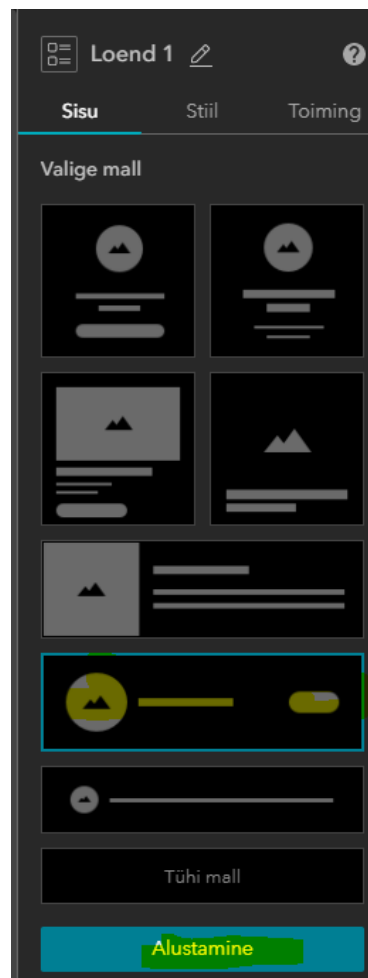 Loend 1
Sisu Stiil Toiming
Valige mall
Tühi mall
Alustamine